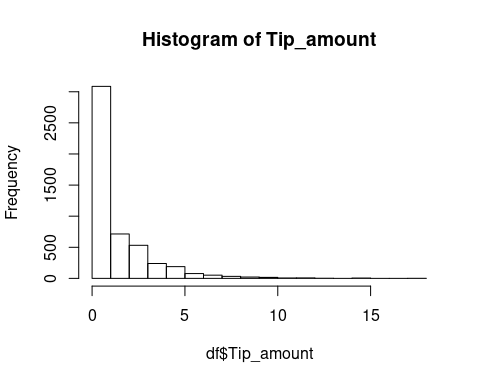 Histogram of Tip_amount
Frequency
2500
1500
500
0
0 5 10 15
df$Tip_amount